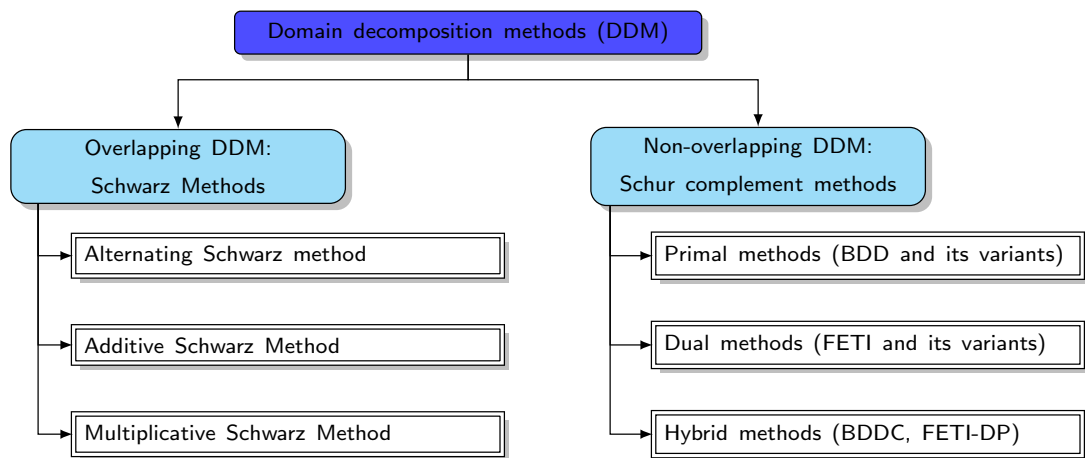 Domain decomposition methods (DDM)
Overlapping DDM:
Schwarz Methods
Alternating Schwarz method
Additive Schwarz Method
Multiplicative Schwarz Method
Non-overlapping DDM:
Schur complement methods
Primal methods (BDD and its variants)
Dual methods (FETI and its variants)
Hybrid methods (BDDC, FETI-DP)